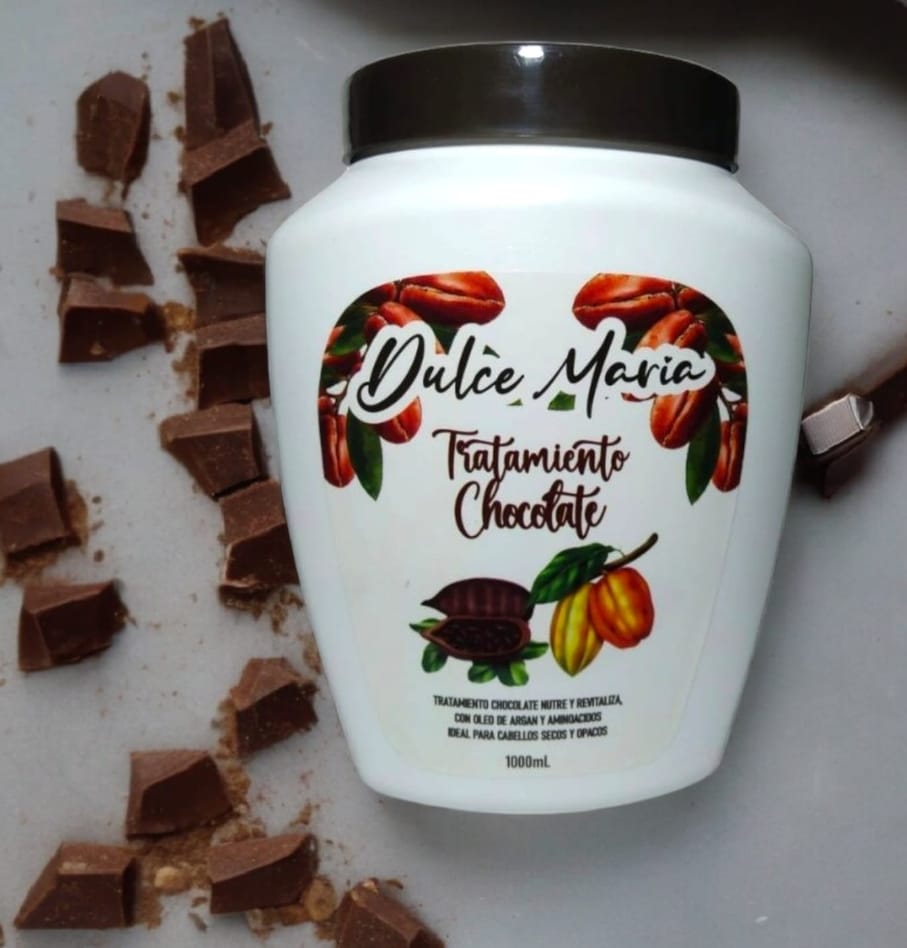 Dulce Maria
Tratamiento
Chocolate
TRATAMIENTO CHOCOLATE NUTRE Y REVITALIZA,
CON OLEO DE ARGAN Y AMINOACIDOS
IDEAL PARA CABELLOS SECOS Y OPACOS
1000mL